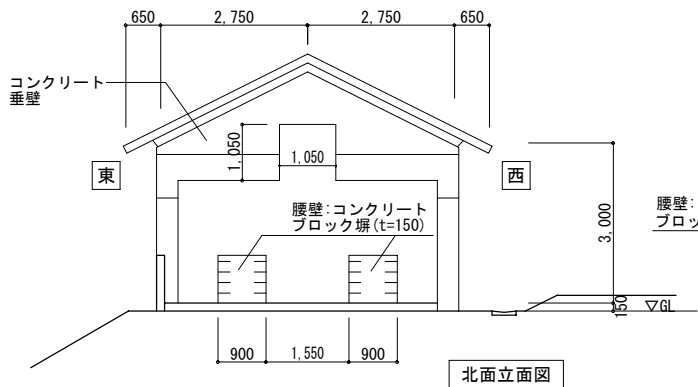 650 2,750 2,750 650
コンクリート
垂壁
1,050
1,050
東
西
腰壁:コンクリート
ブロック塀(t=150)
腰壁:
ブロッ
3,000
150
▽GL
900 1,550 900
北面立面図